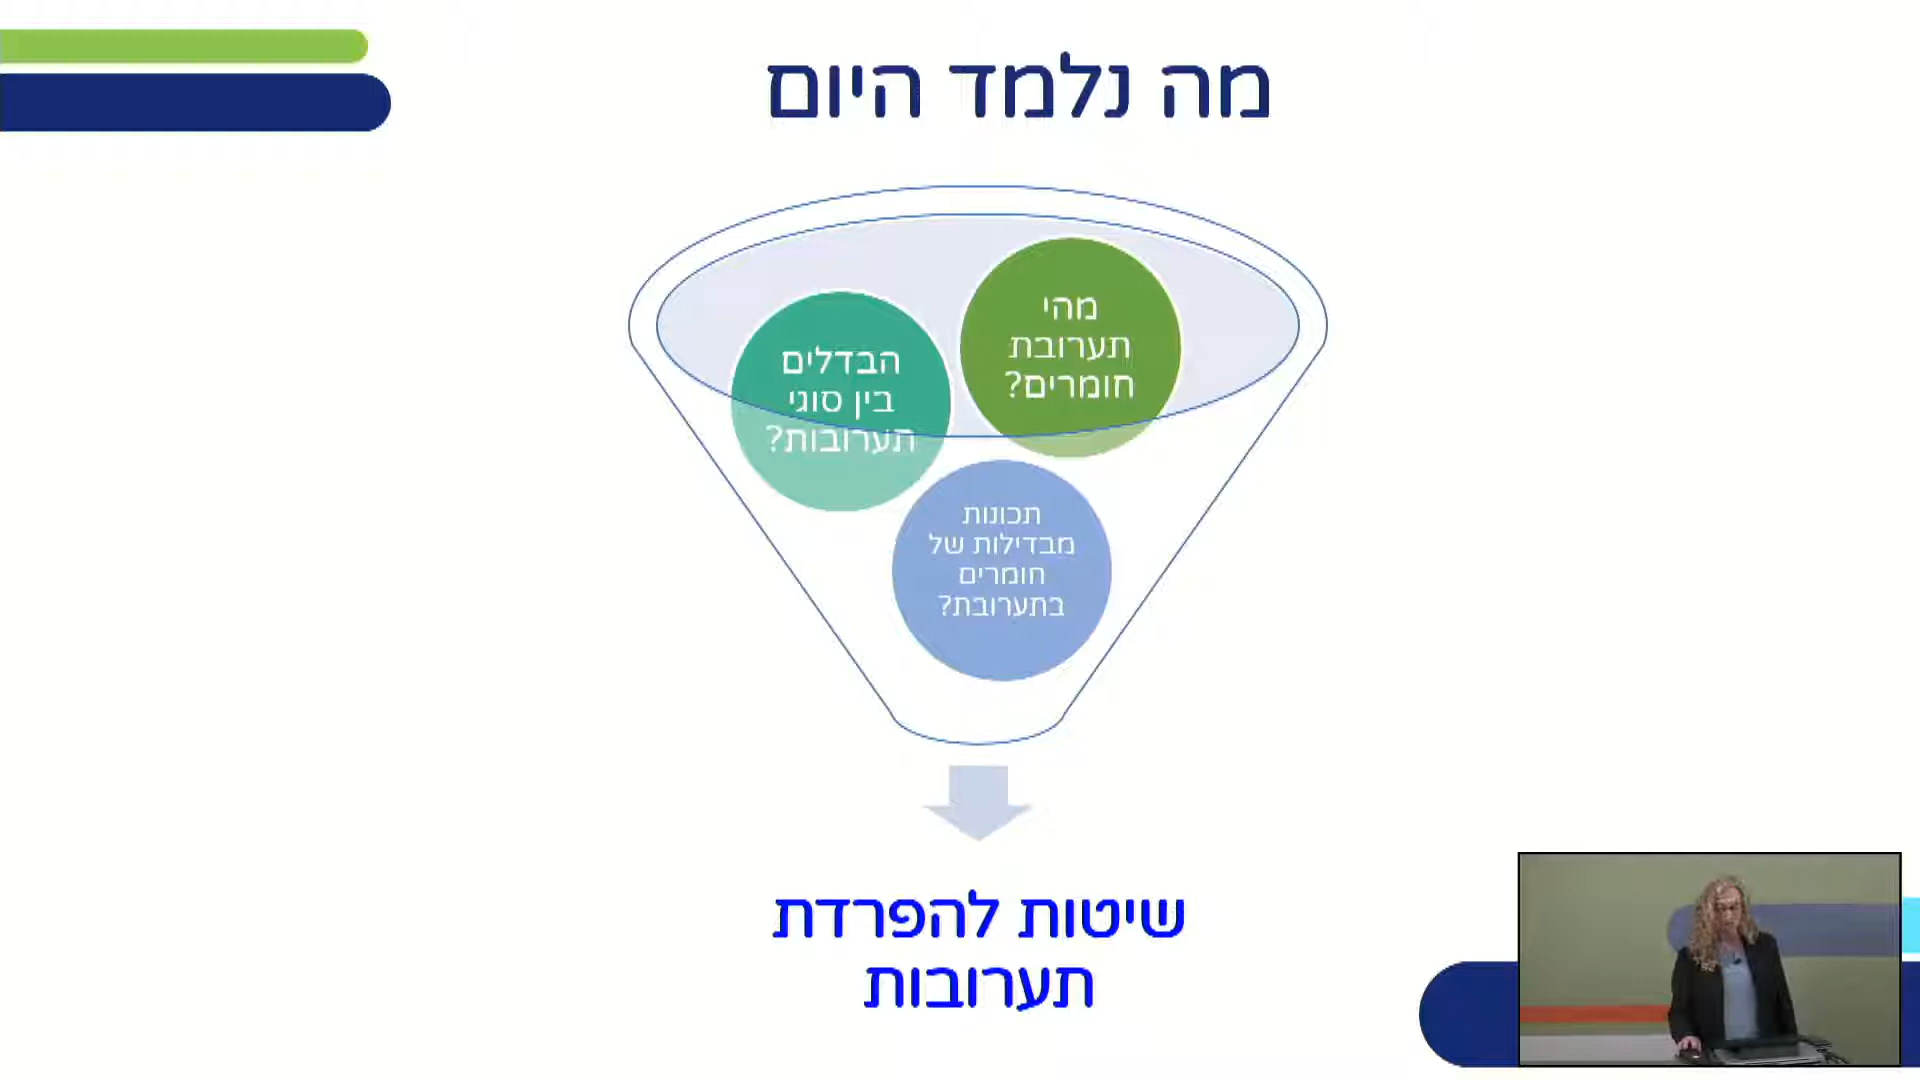 מה נלמד היום
מהי
תערובת
חומרים?
הבדלים
בין סוגי
תערובות?
תכונות
מבדילות של
חומרים
בתערובת?
שיטות להפרדת
תערובות